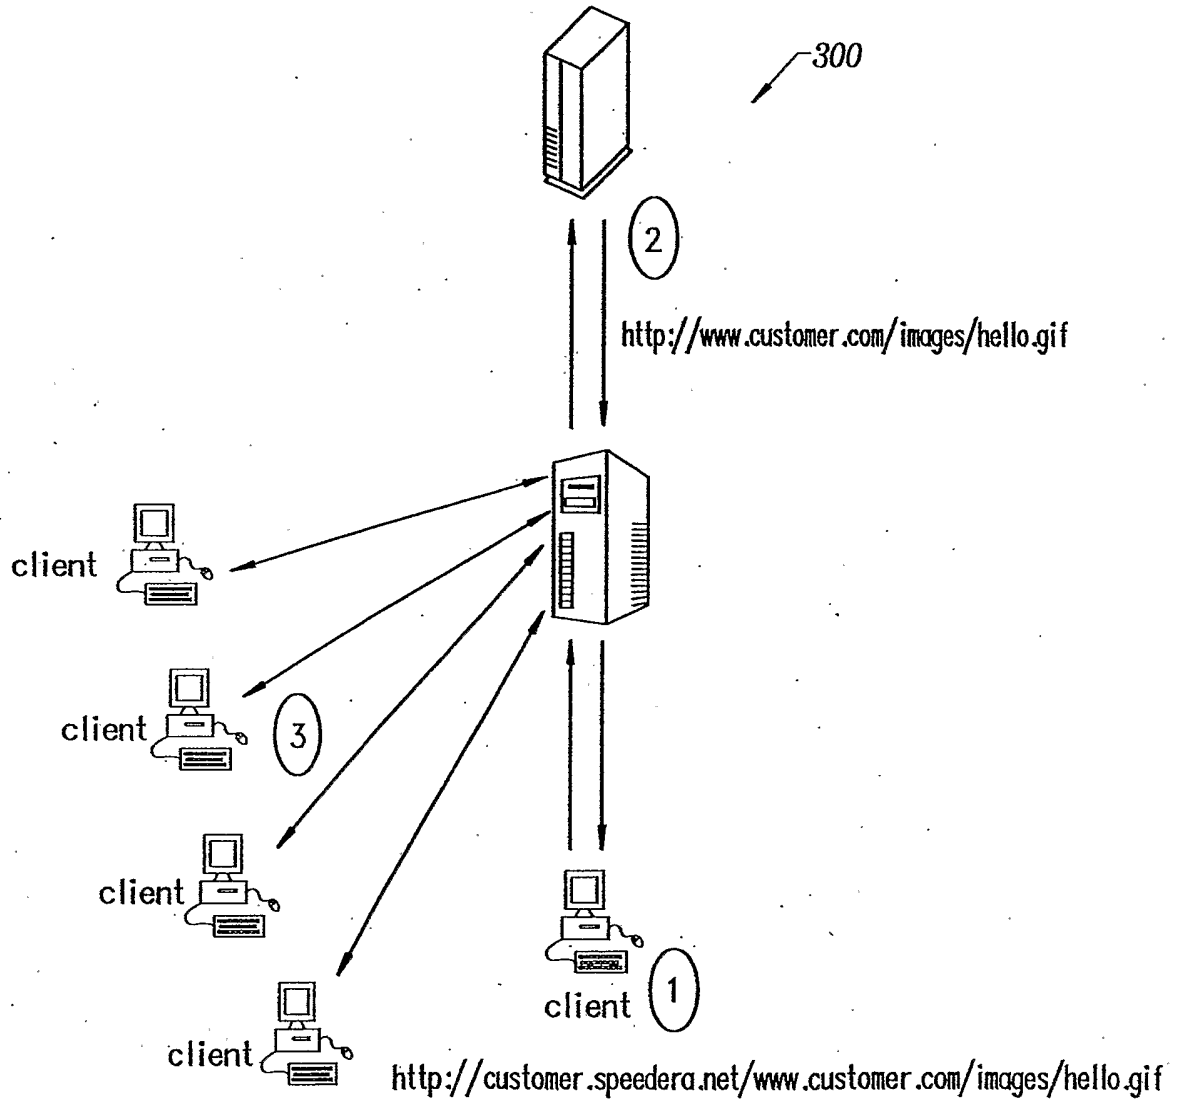 300
2
http://www.customer.com/images/hello.gif
client
client
3
client
client
1
client
http://customer.speedera.net/www.customer.com/images/hello.gif